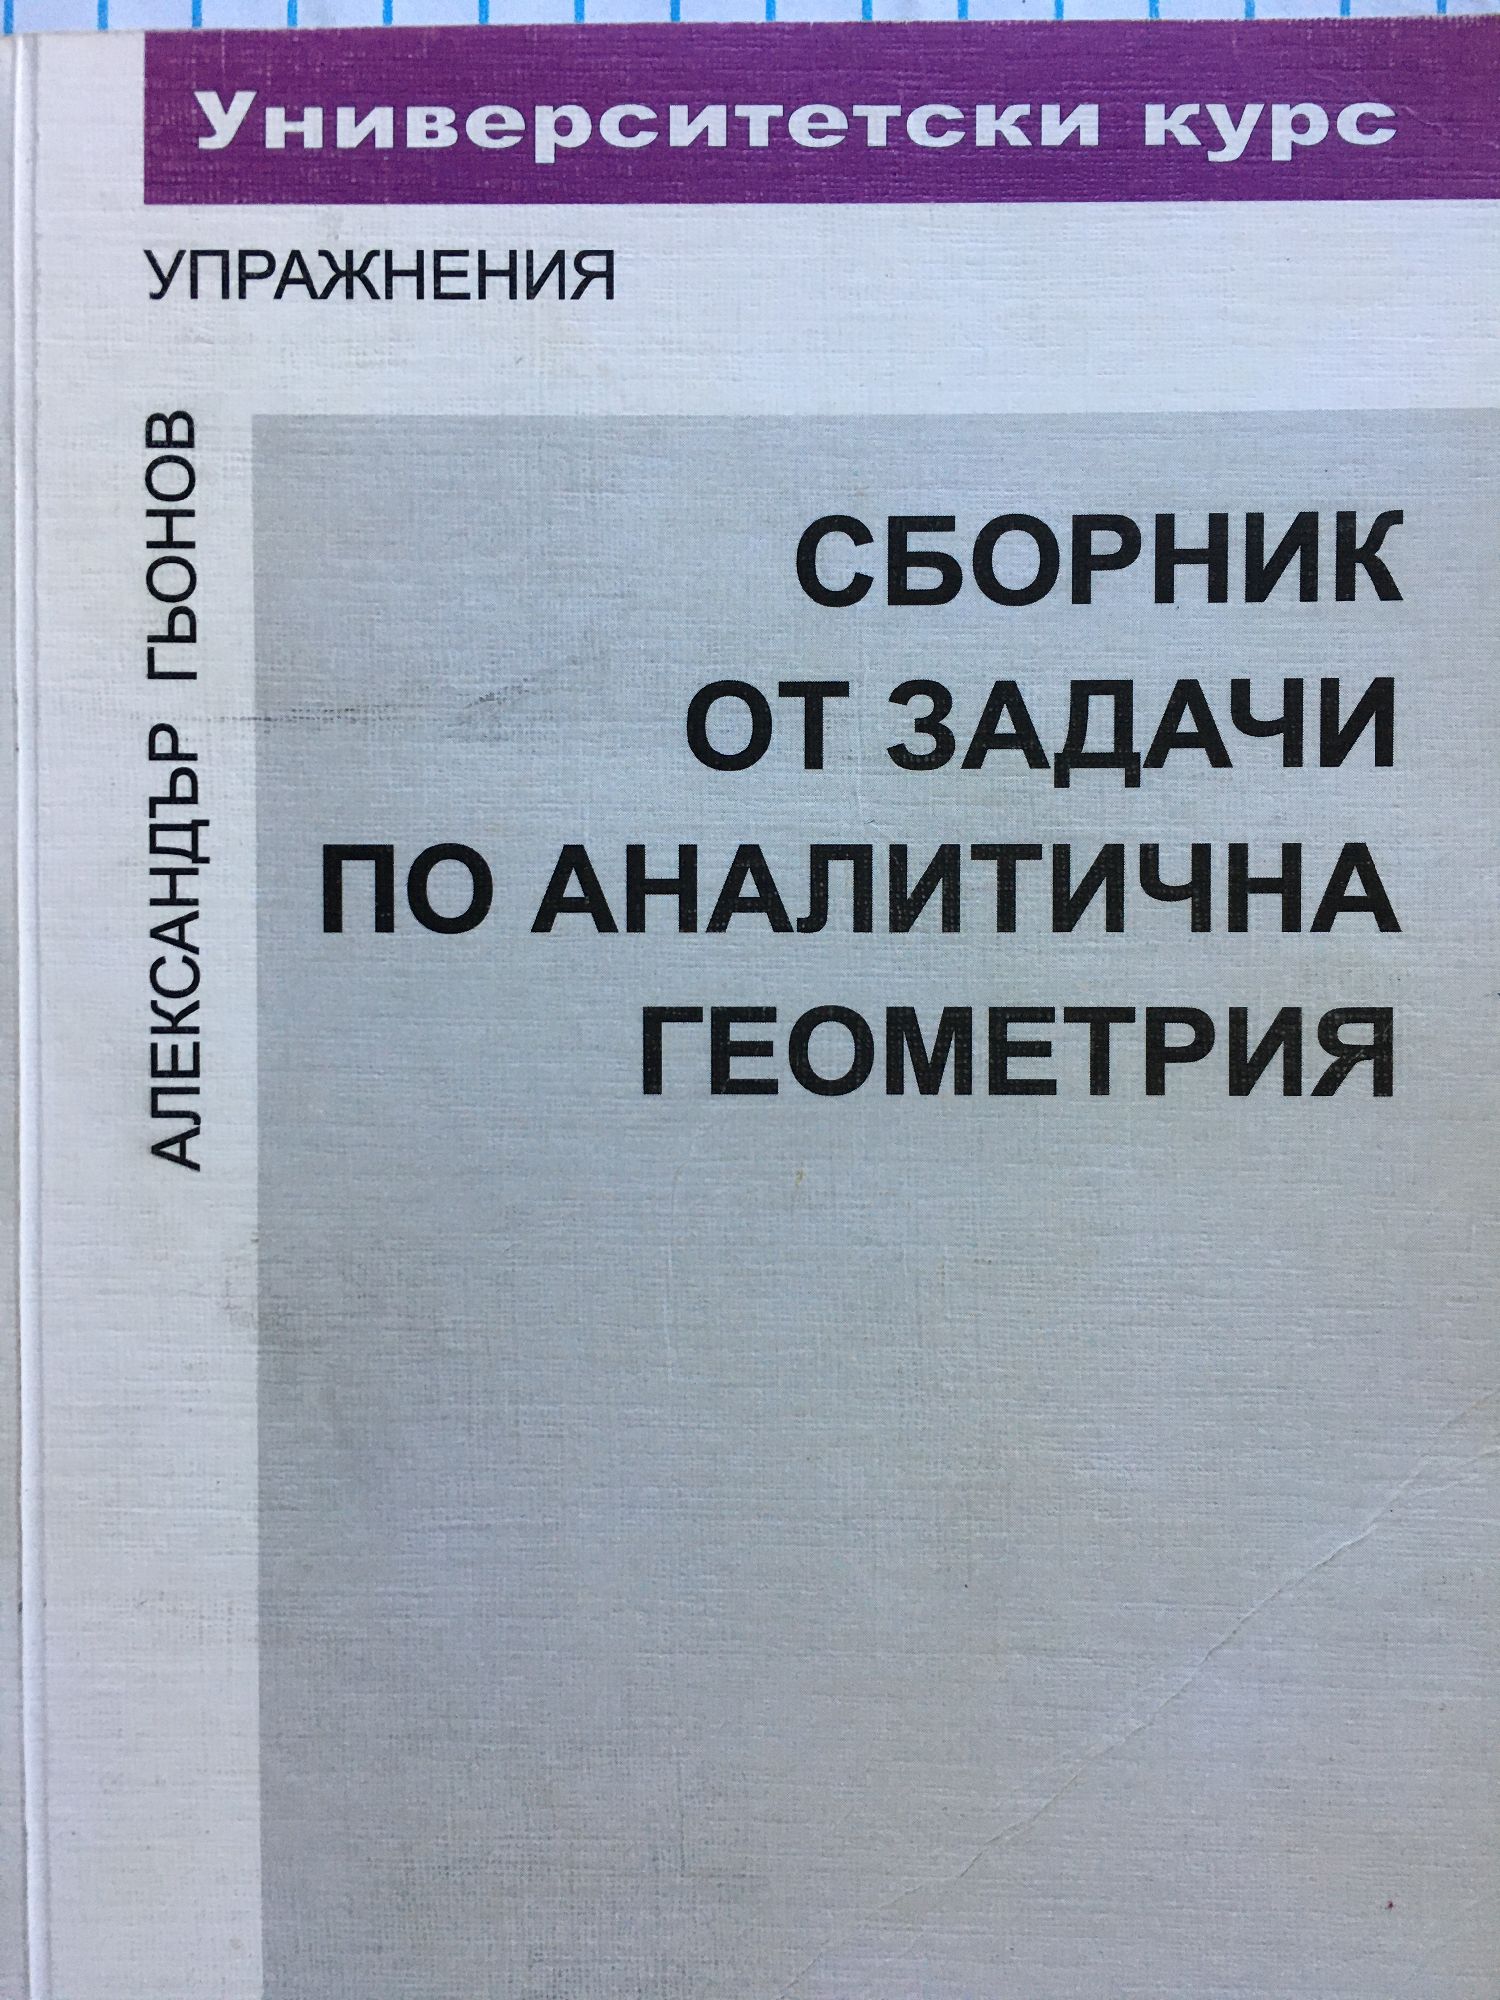 Университетски курс
УПРАЖНЕНИЯ
АЛЕКСАНДЪР ГЬОНОВ
СБОРНИК
ОТ ЗАДАЧИ
ПО АНАЛИТИЧНА
ГЕОМЕТРИЯ